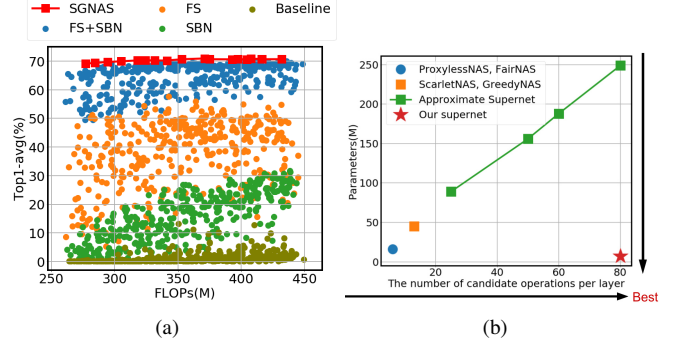 SGNAS FS Baseline
FS+SBN SBN
Top1-avg(%)
70
60
50
40
30
20
10
0
250 300 350 400 450
FLOPs(M)
(a)
ProxylessNAS, FairNAS
ScarletNAS, GreedyNAS
Approximate Supernet
Our supernet
Parameters(M)
250
200
150
100
50
0
20 40 60 80
The number of candidate operations per layer
Best
(b)